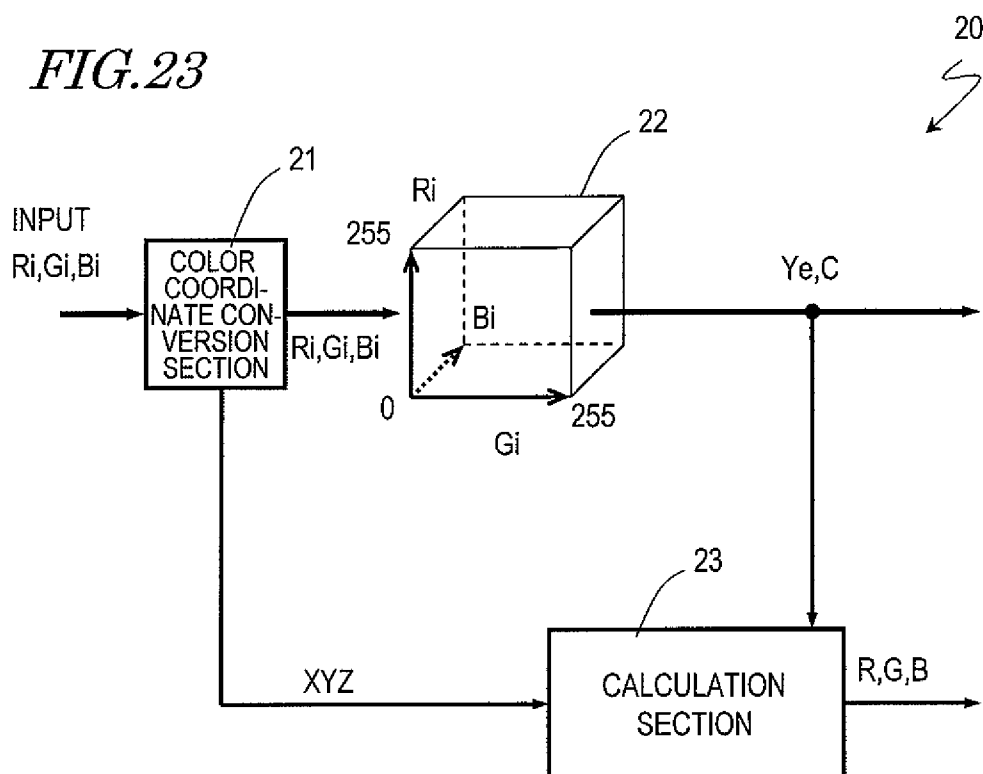 FIG.23
20
22
21
INPUT
Ri,Gi,Bi
COLOR
COORDI-
NATE CON-
VERSION
SECTION
Ri,Gi,Bi
Ri
255
Bi
0
255
Gi
Ye,C
23
XYZ
CALCULATION
SECTION
R,G,B